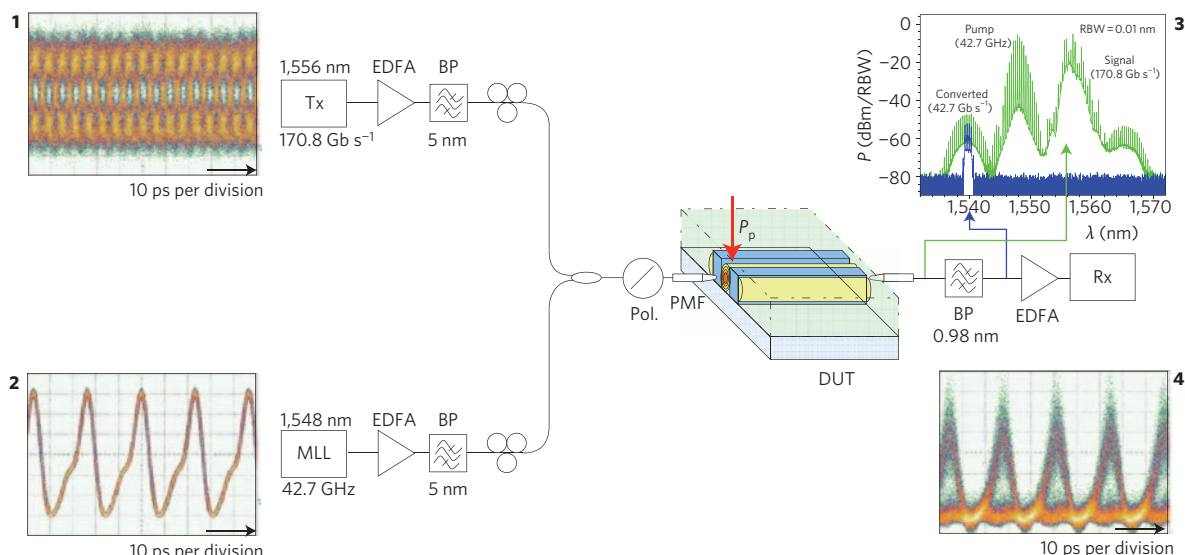 1
10 ps per division
1,556 nm
EDFA
BP
Tx
170.8 Gb s⁻¹
5 nm
3
0
−20
−40
−60
−80
P (dBm/RBW)
Pump
(42.7 GHz)
RBW = 0.01 nm
Signal
(170.8 Gb s⁻¹)
Converted
(42.7 Gb s⁻¹)
1,540
1,550
1,560
1,570
λ (nm)
Pp
Pol.
PMF
DUT
BP
0.98 nm
EDFA
Rx
2
10 ps per division
1,548 nm
EDFA
BP
MLL
42.7 GHz
5 nm
4
10 ps per division